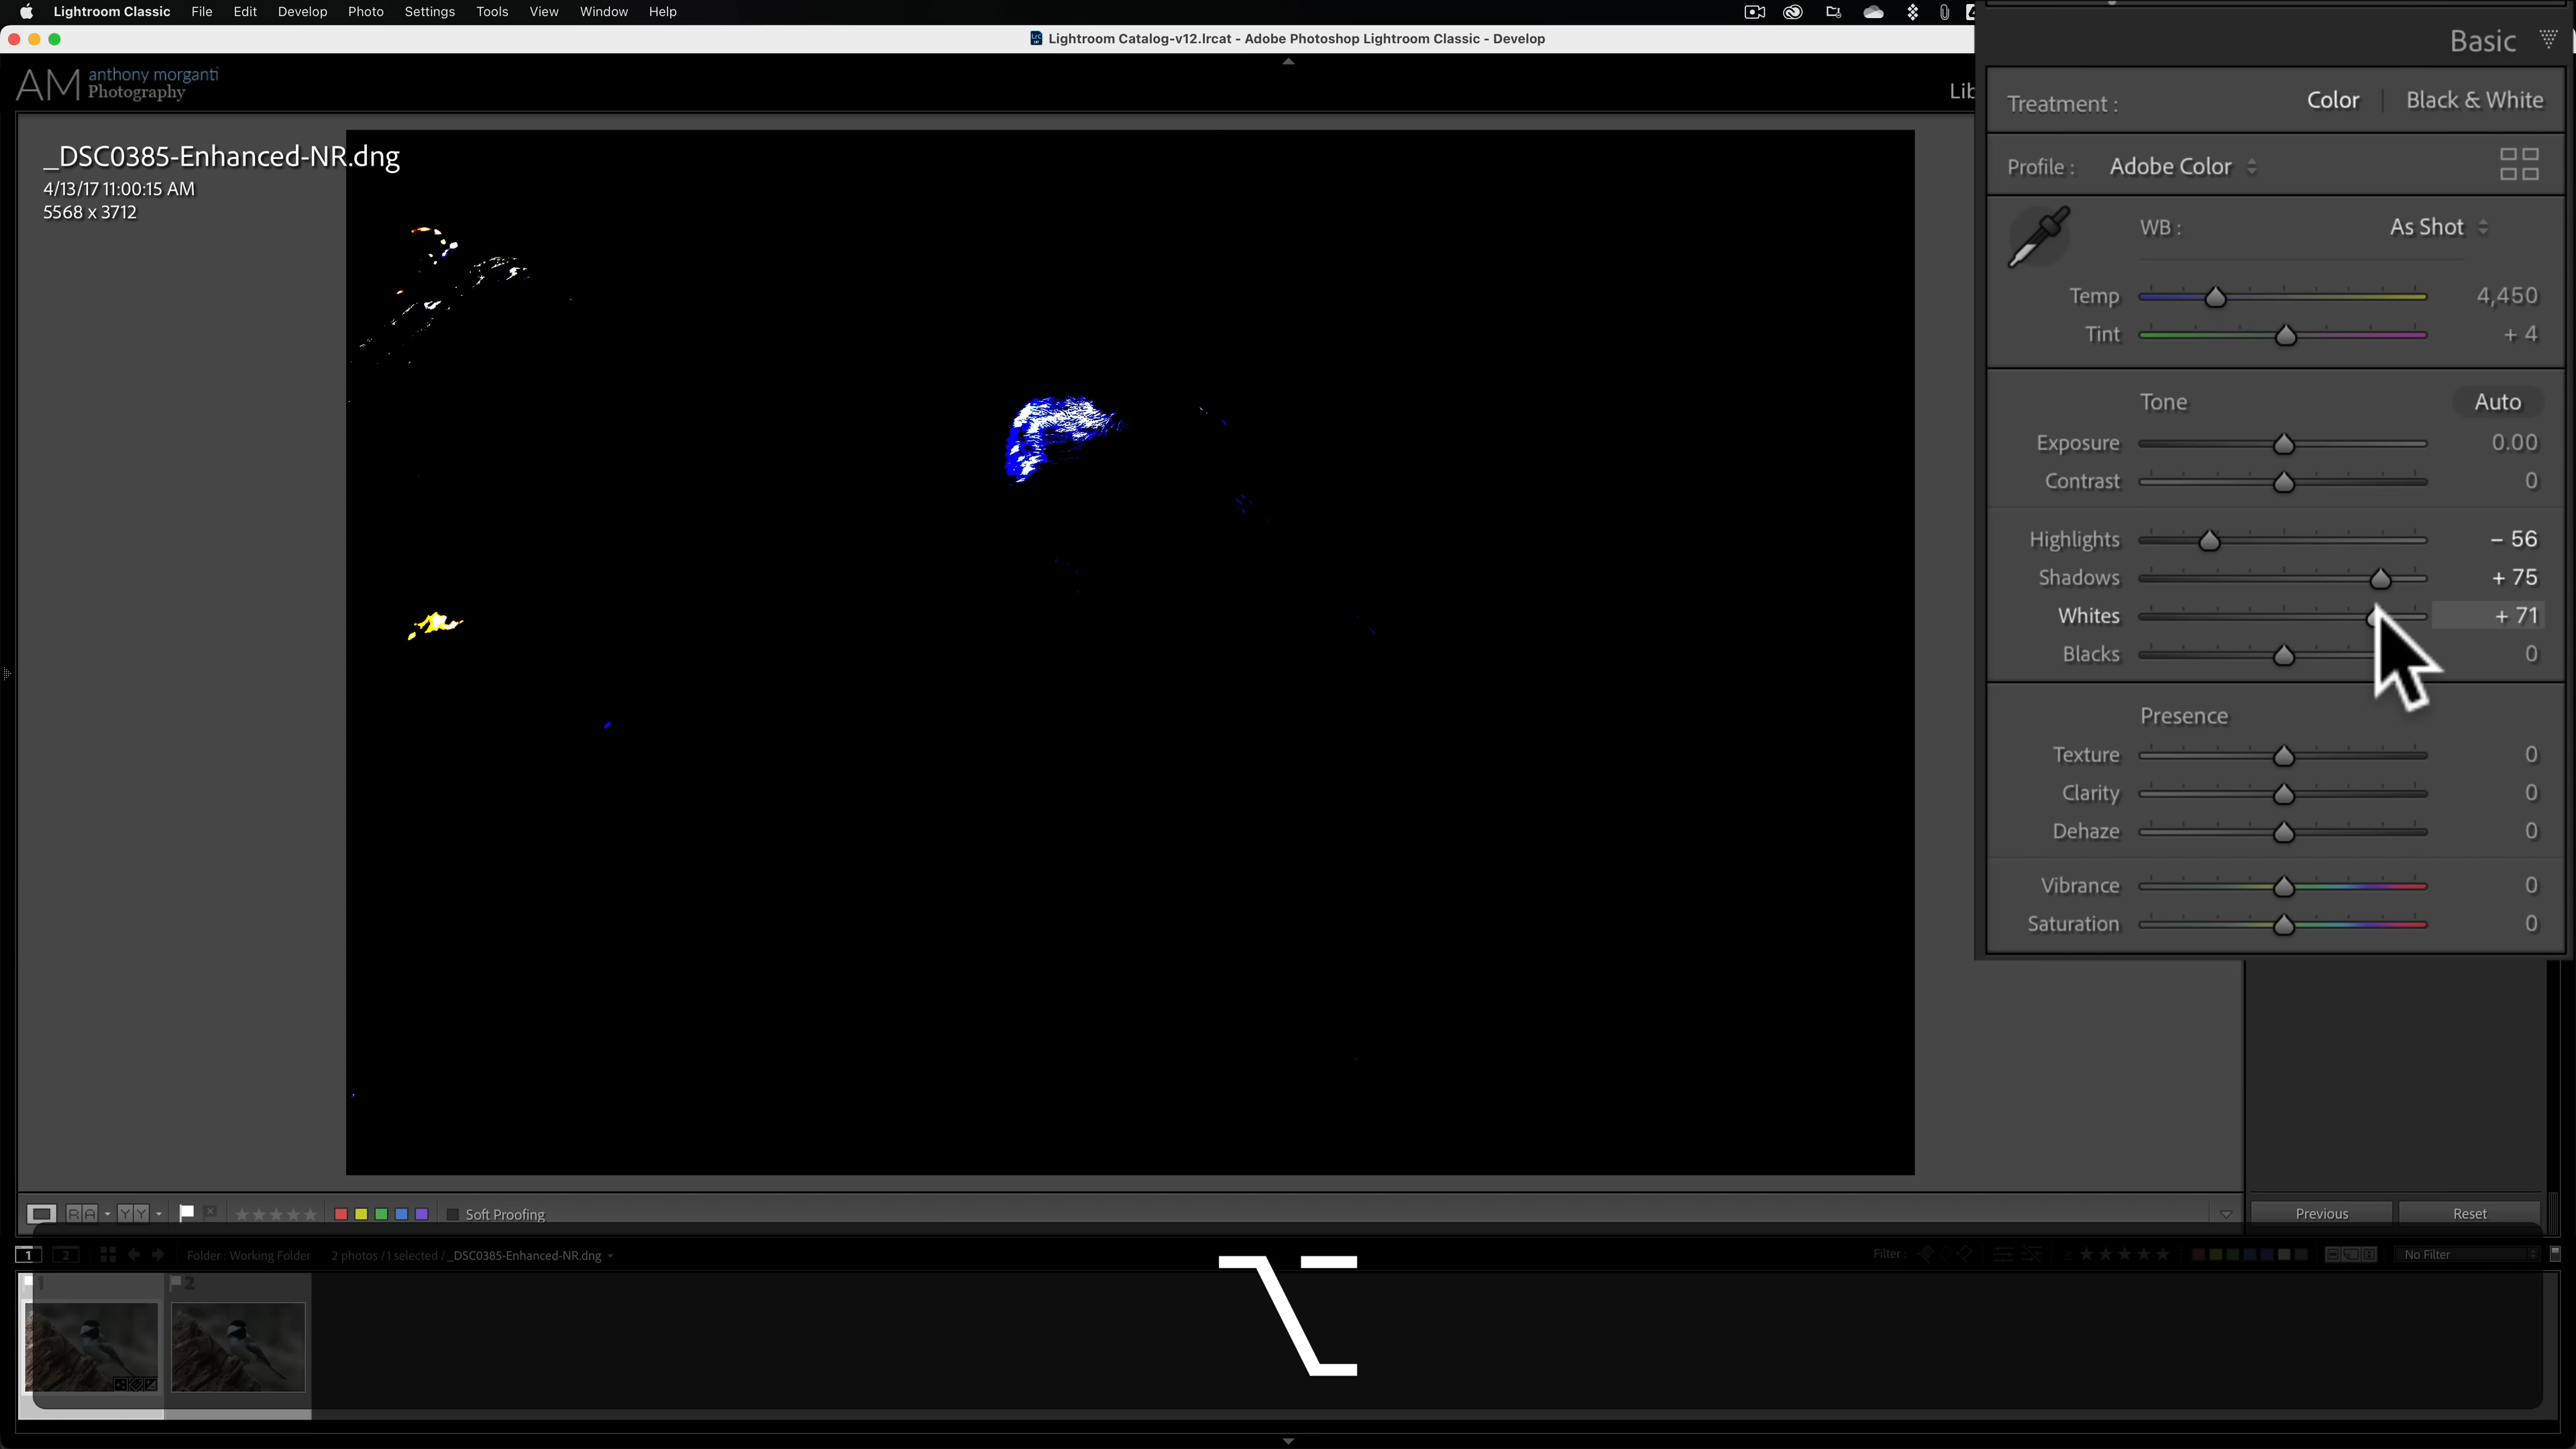 Lightroom Classic File Edit Develop Photo Settings Tools View Window Help
Lightroom Catalog-v12.lrcat - Adobe Photoshop Lightroom Classic - Develop
AM anthony morganti
Photography
Lib
_DSC0385-Enhanced-NR.dng
4/13/17 11:00:15 AM
5568 x 3712
Basic
Treatment : Color Black & White
Profile : Adobe Color
WB : As Shot
Temp 4,450
Tint + 4
Tone Auto
Exposure 0.00
Contrast 0
Highlights – 56
Shadows + 75
Whites + 71
Blacks 0
Presence
Texture 0
Clarity 0
Dehaze 0
Vibrance 0
Saturation 0
R A Y Y Soft Proofing Previous Reset
1 2 Folder : Working Folder 2 photos /1 selected / _DSC0385-Enhanced-NR.dng Filter : No Filter
1 2
⌥